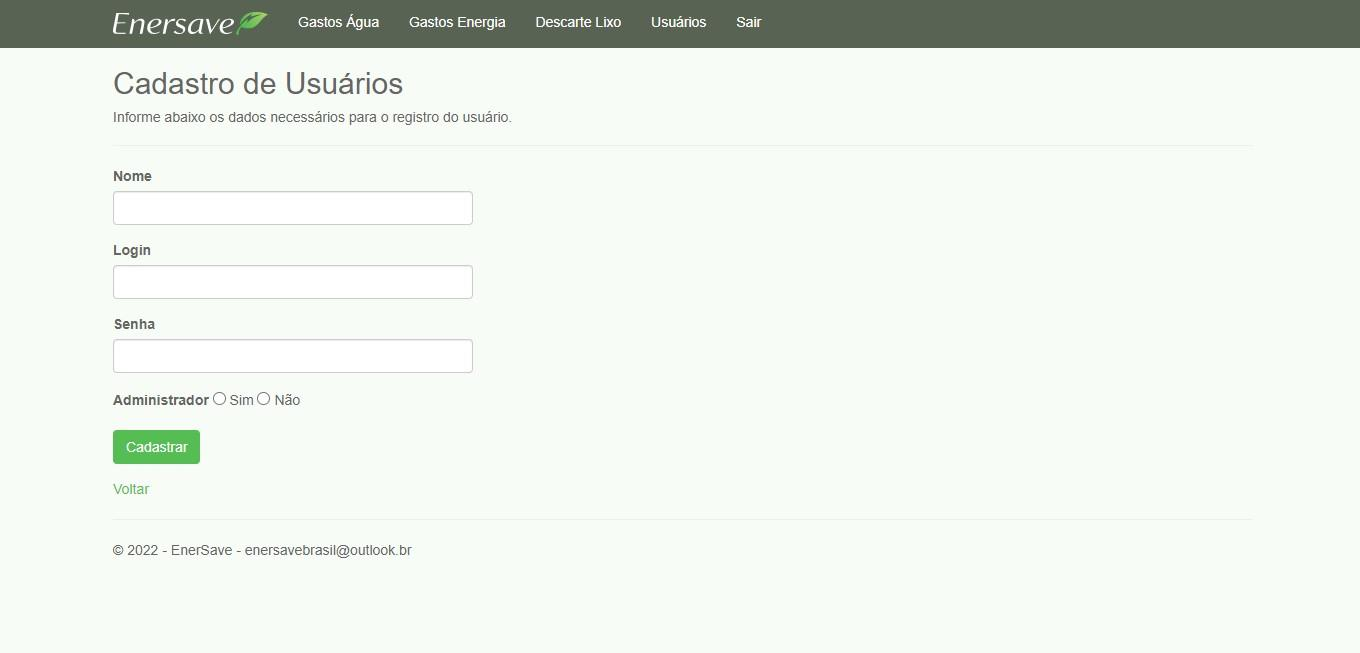 Enersave Gastos Água Gastos Energia Descarte Lixo Usuários Sair
Cadastro de Usuários
Informe abaixo os dados necessários para o registro do usuário.
Nome
Login
Senha
Administrador Sim Não
Cadastrar
Voltar
© 2022 - EnerSave - enersavebrasil@outlook.br